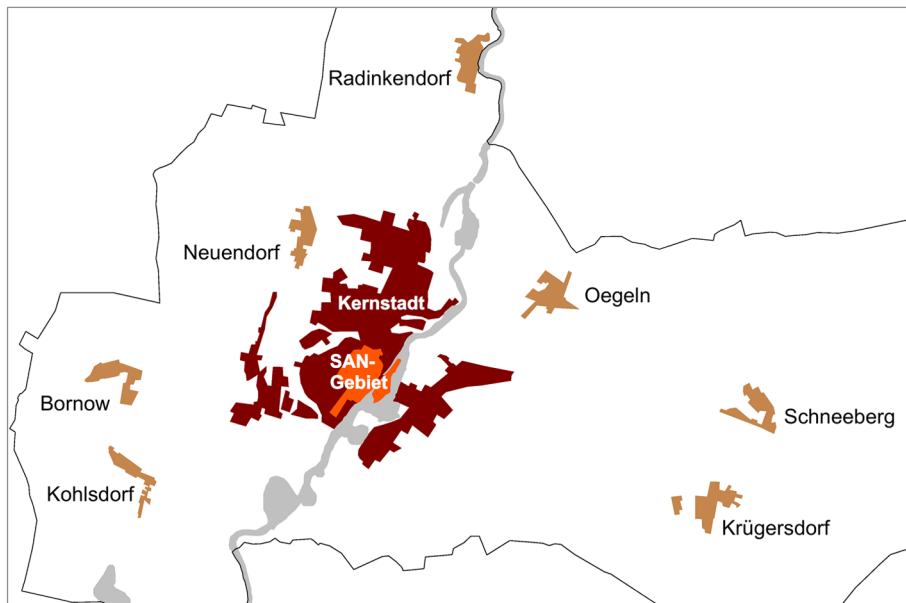 Radinkendorf
Neuendorf
Oegeln
Kernstadt
SAN-
Gebiet
Bornow
Schneeberg
Kohlsdorf
Krügersdorf